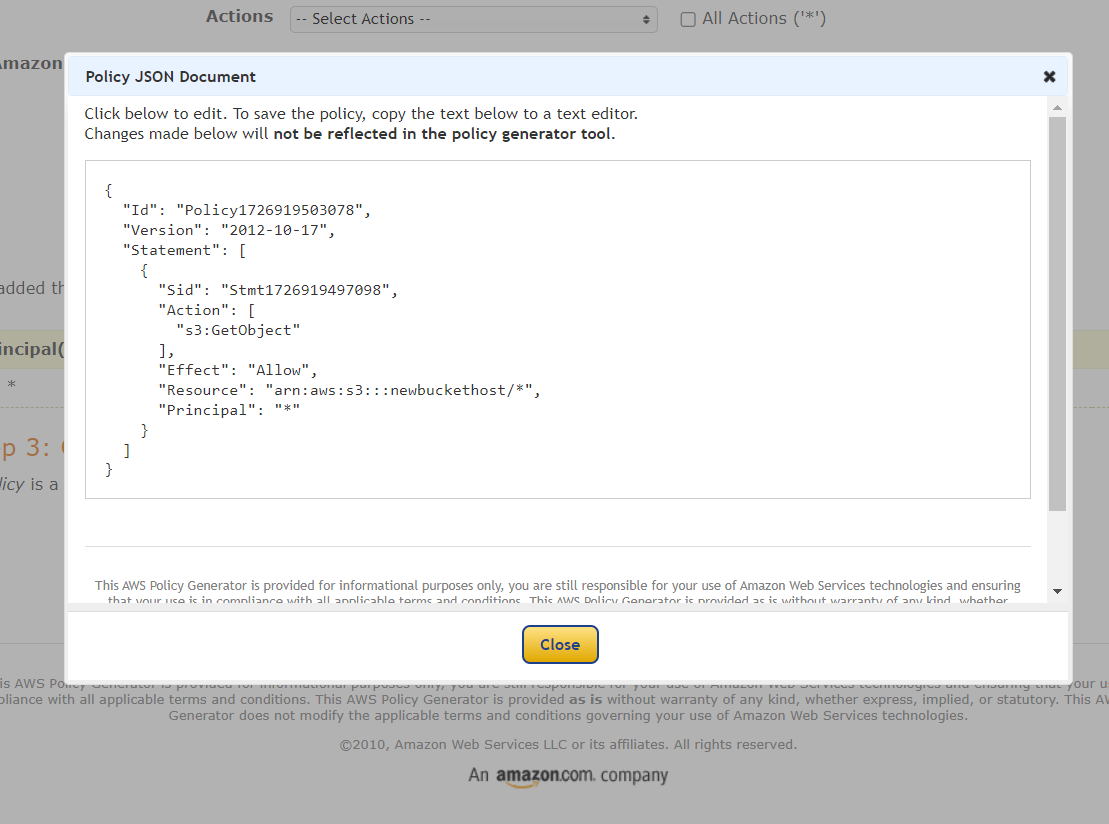 Actions -- Select Actions -- All Actions ('*')
Amazon
Policy JSON Document
Click below to edit. To save the policy, copy the text below to a text editor.
Changes made below will not be reflected in the policy generator tool.
{
"Id": "Policy1726919503078",
"Version": "2012-10-17",
"Statement": [
{
"Sid": "Stmt1726919497098",
"Action": [
"s3:GetObject"
],
"Effect": "Allow",
"Resource": "arn:aws:s3:::newbuckethost/*",
"Principal": "*"
}
]
}
added th
incipal(
*
p 3:
licy is a
This AWS Policy Generator is provided for informational purposes only, you are still responsible for your use of Amazon Web Services technologies and ensuring
that your use is in compliance with all applicable terms and conditions. This AWS Policy Generator is provided as is without warranty of any kind, whether
Close
is AWS Policy Generator is provided for informational purposes only, you are still responsible for your use of Amazon Web Services technologies and ensuring that your u
pliance with all applicable terms and conditions. This AWS Policy Generator is provided as is without warranty of any kind, whether express, implied, or statutory. This AW
Generator does not modify the applicable terms and conditions governing your use of Amazon Web Services technologies.
©2010, Amazon Web Services LLC or its affiliates. All rights reserved.
An amazon.com. company